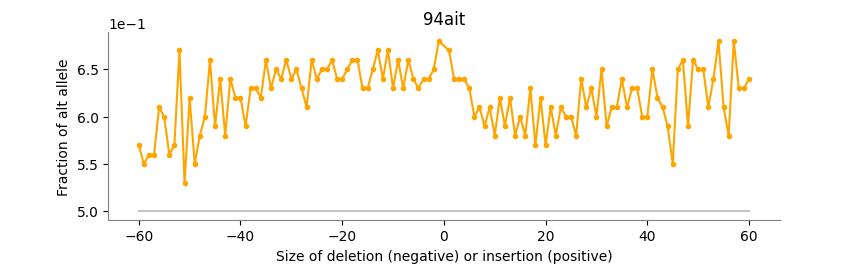 94ait
1e−1
Fraction of alt allele
6.5
6.0
5.5
5.0
−60
−40
−20
0
20
40
60
Size of deletion (negative) or insertion (positive)